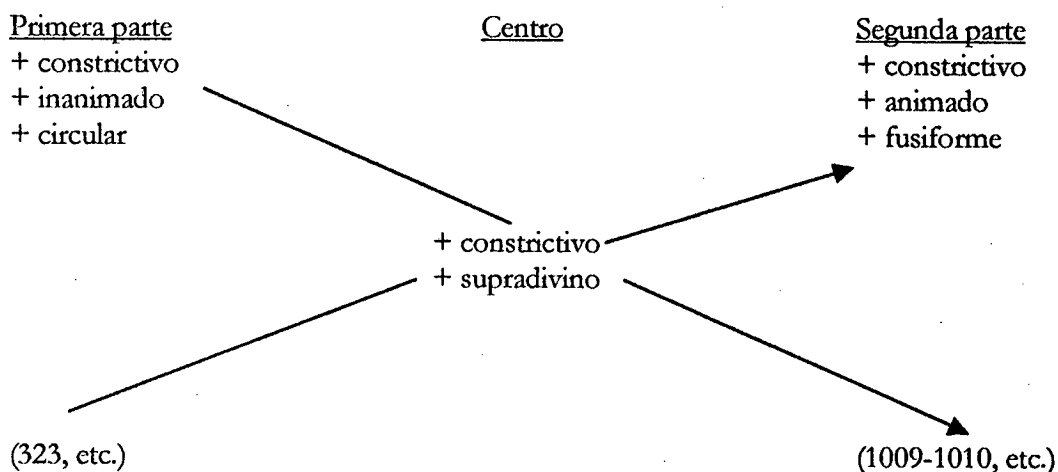 Primera parte Centro Segunda parte
+ constrictivo + constrictivo
+ inanimado + animado
+ circular + fusiforme
+ constrictivo
+ supradivino
(323, etc.) (1009-1010, etc.)